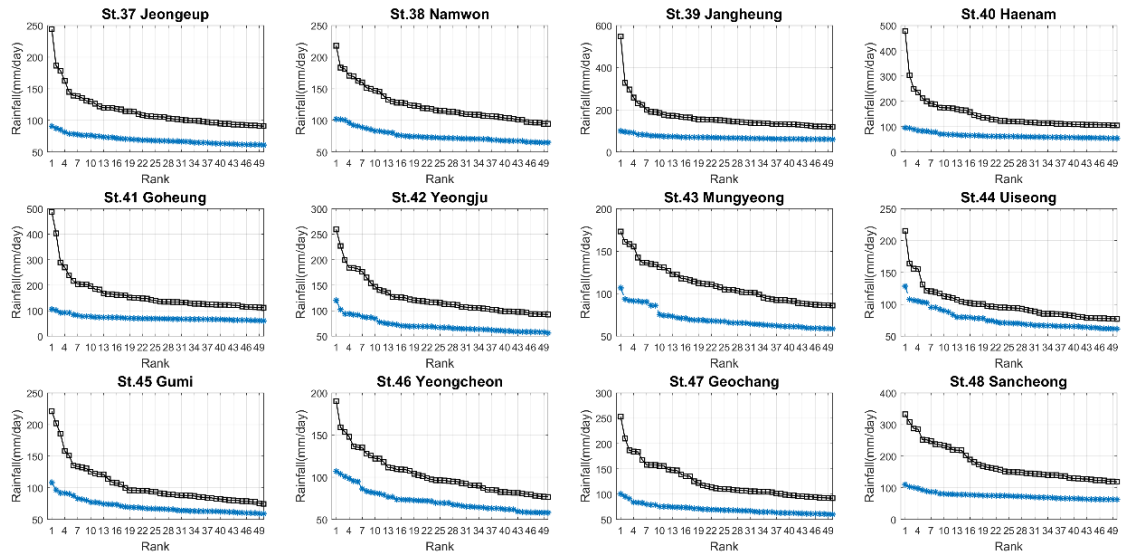 St.37 Jeongeup
St.38 Namwon
St.39 Jangheung
St.40 Haenam
Rainfall(mm/day)
250
200
150
100
50
1 4 7 10 13 16 19 22 25 28 31 34 37 40 43 46 49
Rank
Rainfall(mm/day)
250
200
150
100
50
1 4 7 10 13 16 19 22 25 28 31 34 37 40 43 46 49
Rank
Rainfall(mm/day)
600
400
200
0
1 4 7 10 13 16 19 22 25 28 31 34 37 40 43 46 49
Rank
Rainfall(mm/day)
500
400
300
200
100
0
1 4 7 10 13 16 19 22 25 28 31 34 37 40 43 46 49
Rank
St.41 Goheung
St.42 Yeongju
St.43 Mungyeong
St.44 Uiseong
Rainfall(mm/day)
500
400
300
200
100
0
1 4 7 10 13 16 19 22 25 28 31 34 37 40 43 46 49
Rank
Rainfall(mm/day)
300
250
200
150
100
50
1 4 7 10 13 16 19 22 25 28 31 34 37 40 43 46 49
Rank
Rainfall(mm/day)
200
150
100
50
1 4 7 10 13 16 19 22 25 28 31 34 37 40 43 46 49
Rank
Rainfall(mm/day)
250
200
150
100
50
1 4 7 10 13 16 19 22 25 28 31 34 37 40 43 46 49
Rank
St.45 Gumi
St.46 Yeongcheon
St.47 Geochang
St.48 Sancheong
Rainfall(mm/day)
250
200
150
100
50
1 4 7 10 13 16 19 22 25 28 31 34 37 40 43 46 49
Rank
Rainfall(mm/day)
200
150
100
50
1 4 7 10 13 16 19 22 25 28 31 34 37 40 43 46 49
Rank
Rainfall(mm/day)
300
250
200
150
100
50
1 4 7 10 13 16 19 22 25 28 31 34 37 40 43 46 49
Rank
Rainfall(mm/day)
400
300
200
100
0
1 4 7 10 13 16 19 22 25 28 31 34 37 40 43 46 49
Rank